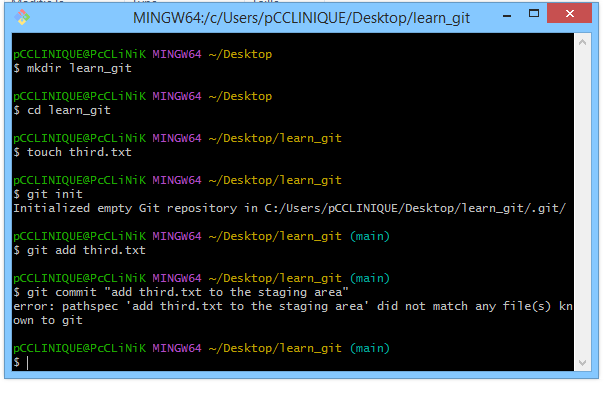 MINGW64:/c/Users/pCCLINIQUE/Desktop/learn_git
pCCLINIQUE@PcCLiNiK MINGW64 ~/Desktop
$ mkdir learn_git
pCCLINIQUE@PcCLiNiK MINGW64 ~/Desktop
$ cd learn_git
pCCLINIQUE@PcCLiNiK MINGW64 ~/Desktop/learn_git
$ touch third.txt
pCCLINIQUE@PcCLiNiK MINGW64 ~/Desktop/learn_git
$ git init
Initialized empty Git repository in C:/Users/pCCLINIQUE/Desktop/learn_git/.git/
pCCLINIQUE@PcCLiNiK MINGW64 ~/Desktop/learn_git (main)
$ git add third.txt
pCCLINIQUE@PcCLiNiK MINGW64 ~/Desktop/learn_git (main)
$ git commit "add third.txt to the staging area"
error: pathspec 'add third.txt to the staging area' did not match any file(s) kn
own to git
pCCLINIQUE@PcCLiNiK MINGW64 ~/Desktop/learn_git (main)
$